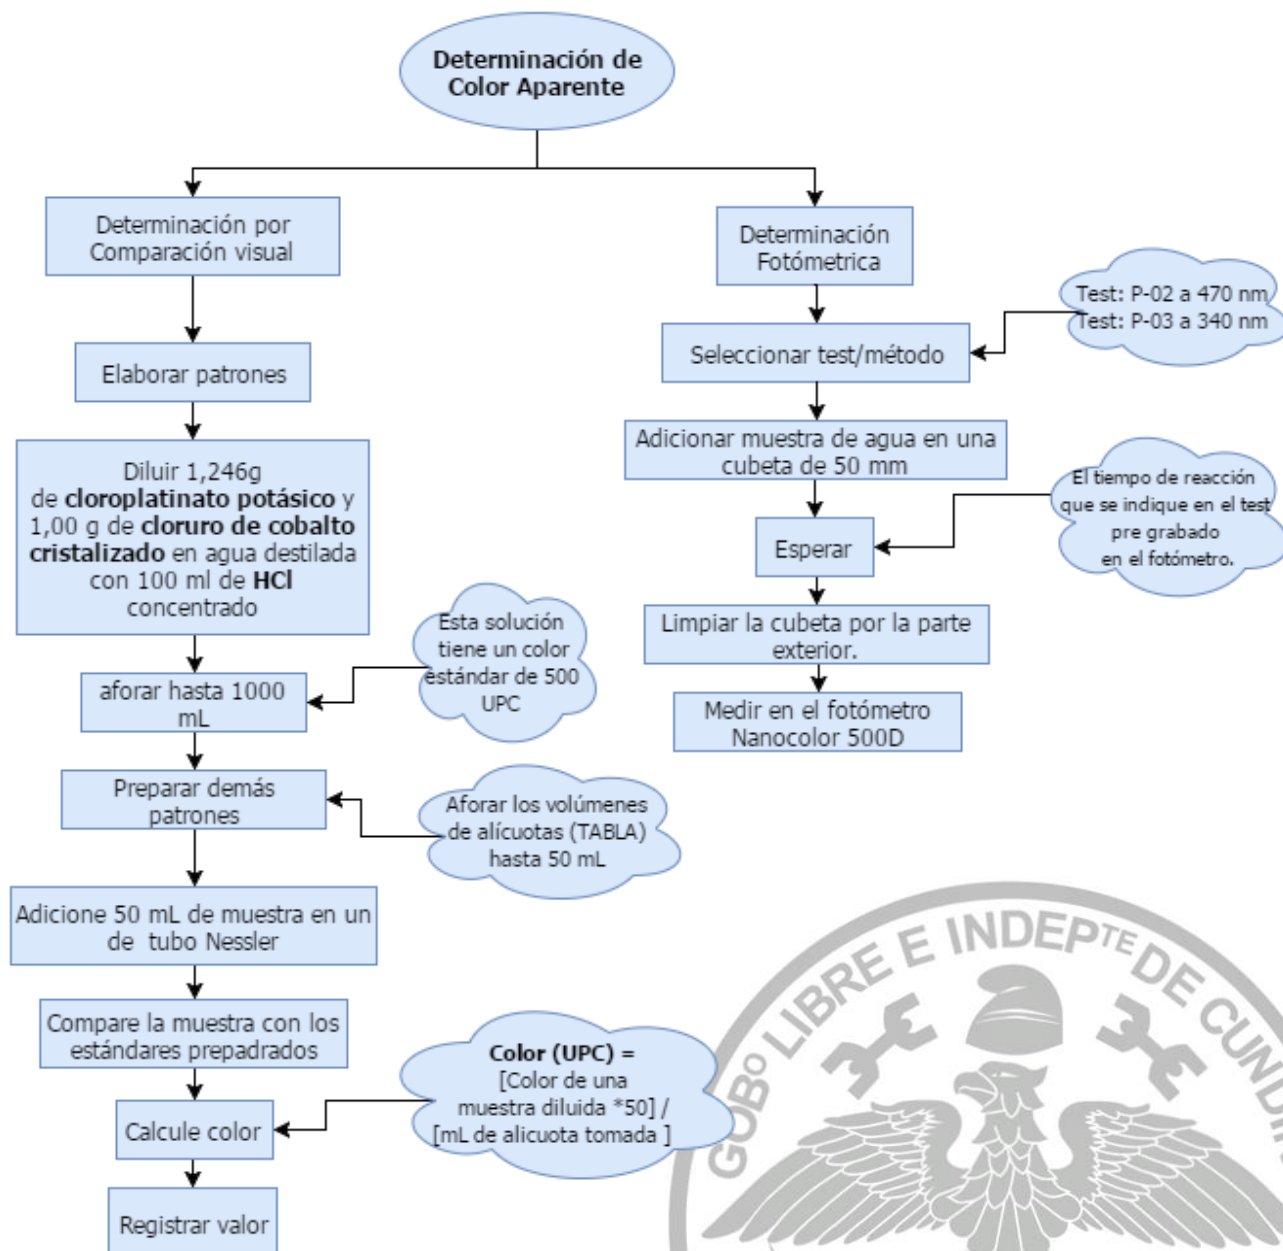 Determinación de
Color Aparente
Determinación por
Comparación visual
Elaborar patrones
Diluir 1,246g
de cloroplatinato potásico y
1,00 g de cloruro de cobalto
cristalizado en agua destilada
con 100 ml de HCl
concentrado
aforar hasta 1000
mL
Esta solución
tiene un color
estándar de 500
UPC
Preparar demás
patrones
Aforar los volúmenes
de alícuotas (TABLA)
hasta 50 mL
Adicione 50 mL de muestra en un
de tubo Nessler
Compare la muestra con los
estándares prepadrados
Calcule color
Color (UPC) =
[Color de una
muestra diluida *50] /
[mL de alicuota tomada ]
Registrar valor
Determinación
Fotómetrica
Seleccionar test/método
Test: P-02 a 470 nm
Test: P-03 a 340 nm
Adicionar muestra de agua en una
cubeta de 50 mm
Esperar
El tiempo de reacción
que se indique en el test
pre grabado
en el fotómetro.
Limpiar la cubeta por la parte
exterior.
Medir en el fotómetro
Nanocolor 500D
GOBº LIBRE E INDEPTE DE CUNDI